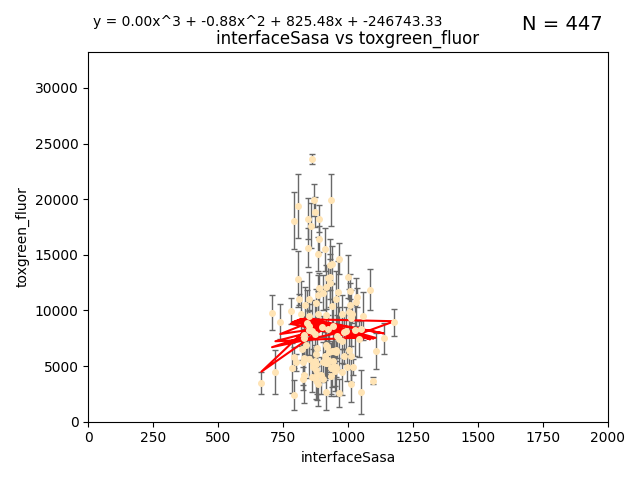 y = 0.00x^3 + -0.88x^2 + 825.48x + -246743.33
N = 447
interfaceSasa vs toxgreen_fluor
30000
25000
20000
15000
10000
5000
0
toxgreen_fluor
0 250 500 750 1000 1250 1500 1750 2000
interfaceSasa